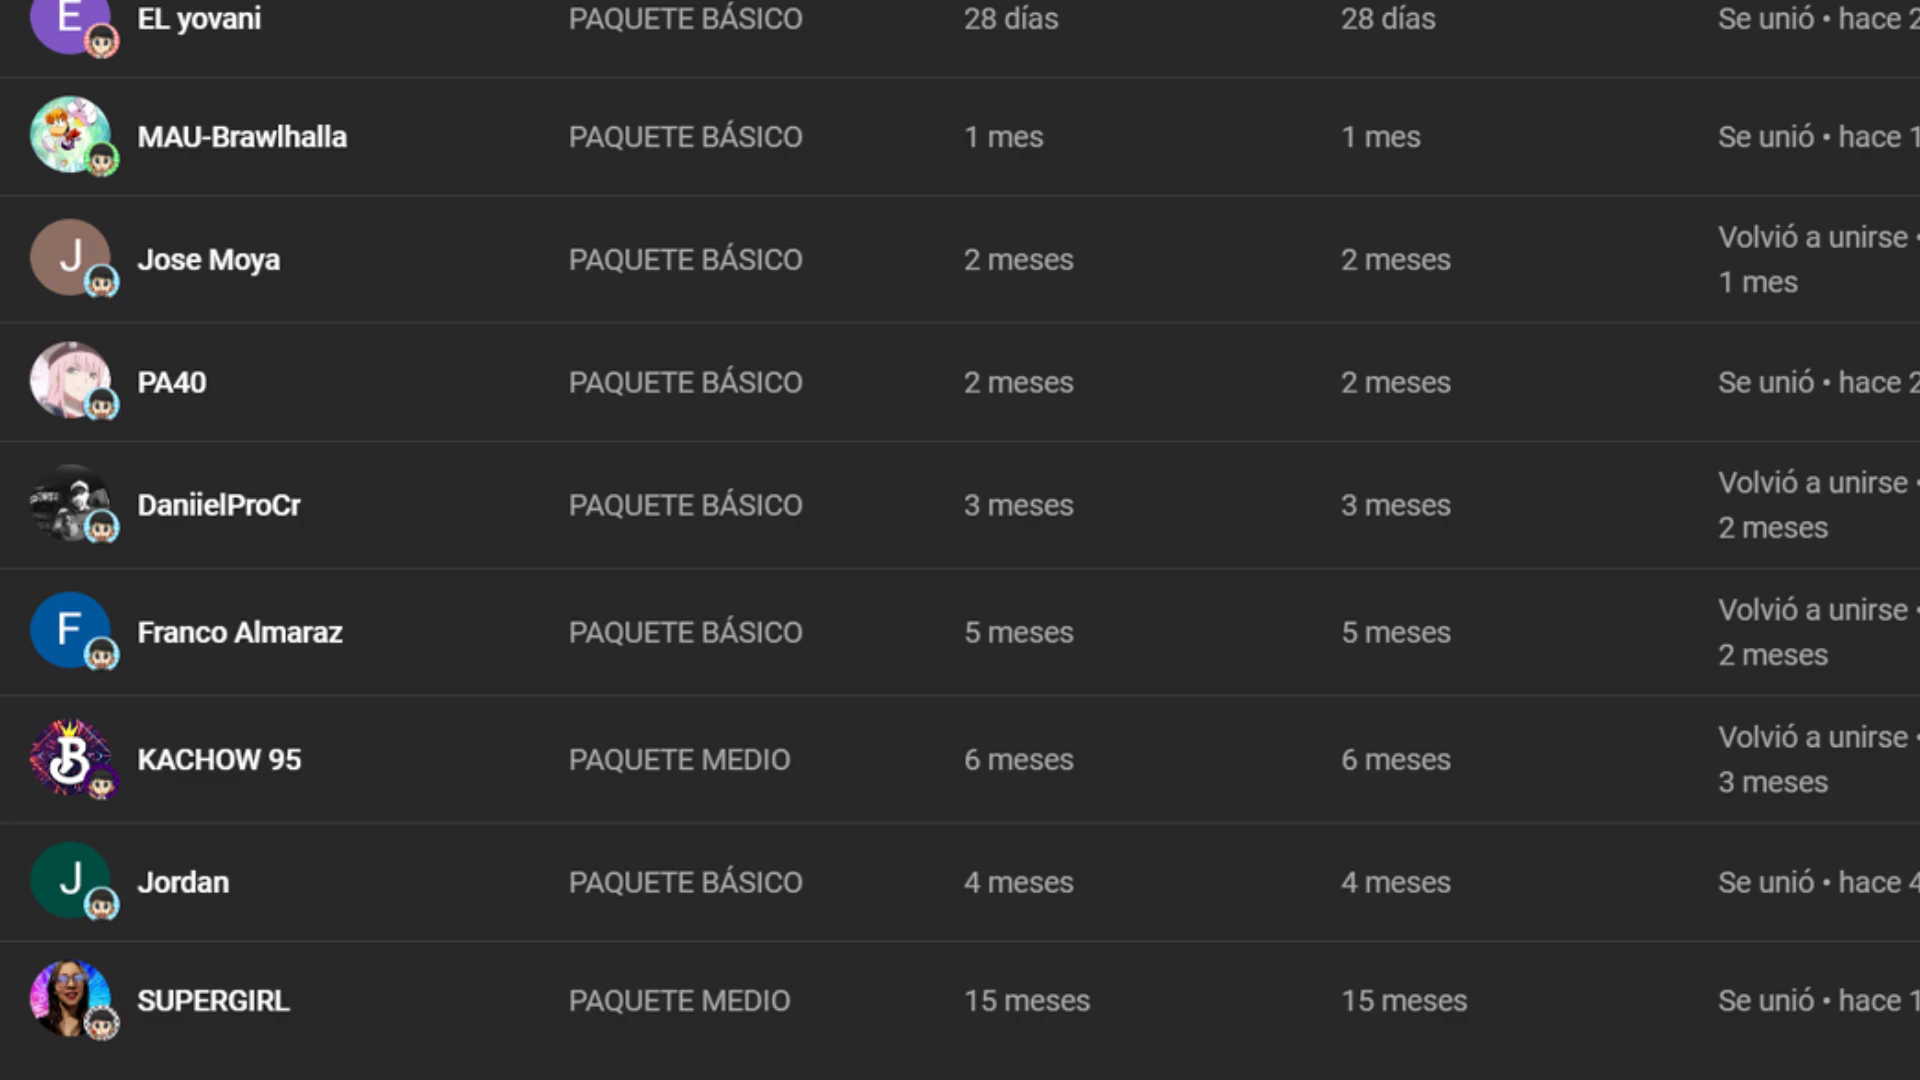 E
EL yovani PAQUETE BÁSICO 28 días 28 días Se unió • hace 2
MAU-Brawlhalla PAQUETE BÁSICO 1 mes 1 mes Se unió • hace 1
J
Jose Moya PAQUETE BÁSICO 2 meses 2 meses Volvió a unirse •
1 mes
PA40 PAQUETE BÁSICO 2 meses 2 meses Se unió • hace 2
DaniielProCr PAQUETE BÁSICO 3 meses 3 meses Volvió a unirse •
2 meses
F
Franco Almaraz PAQUETE BÁSICO 5 meses 5 meses Volvió a unirse •
2 meses
B
KACHOW 95 PAQUETE MEDIO 6 meses 6 meses Volvió a unirse •
3 meses
J
Jordan PAQUETE BÁSICO 4 meses 4 meses Se unió • hace 4
SUPERGIRL PAQUETE MEDIO 15 meses 15 meses Se unió • hace 1